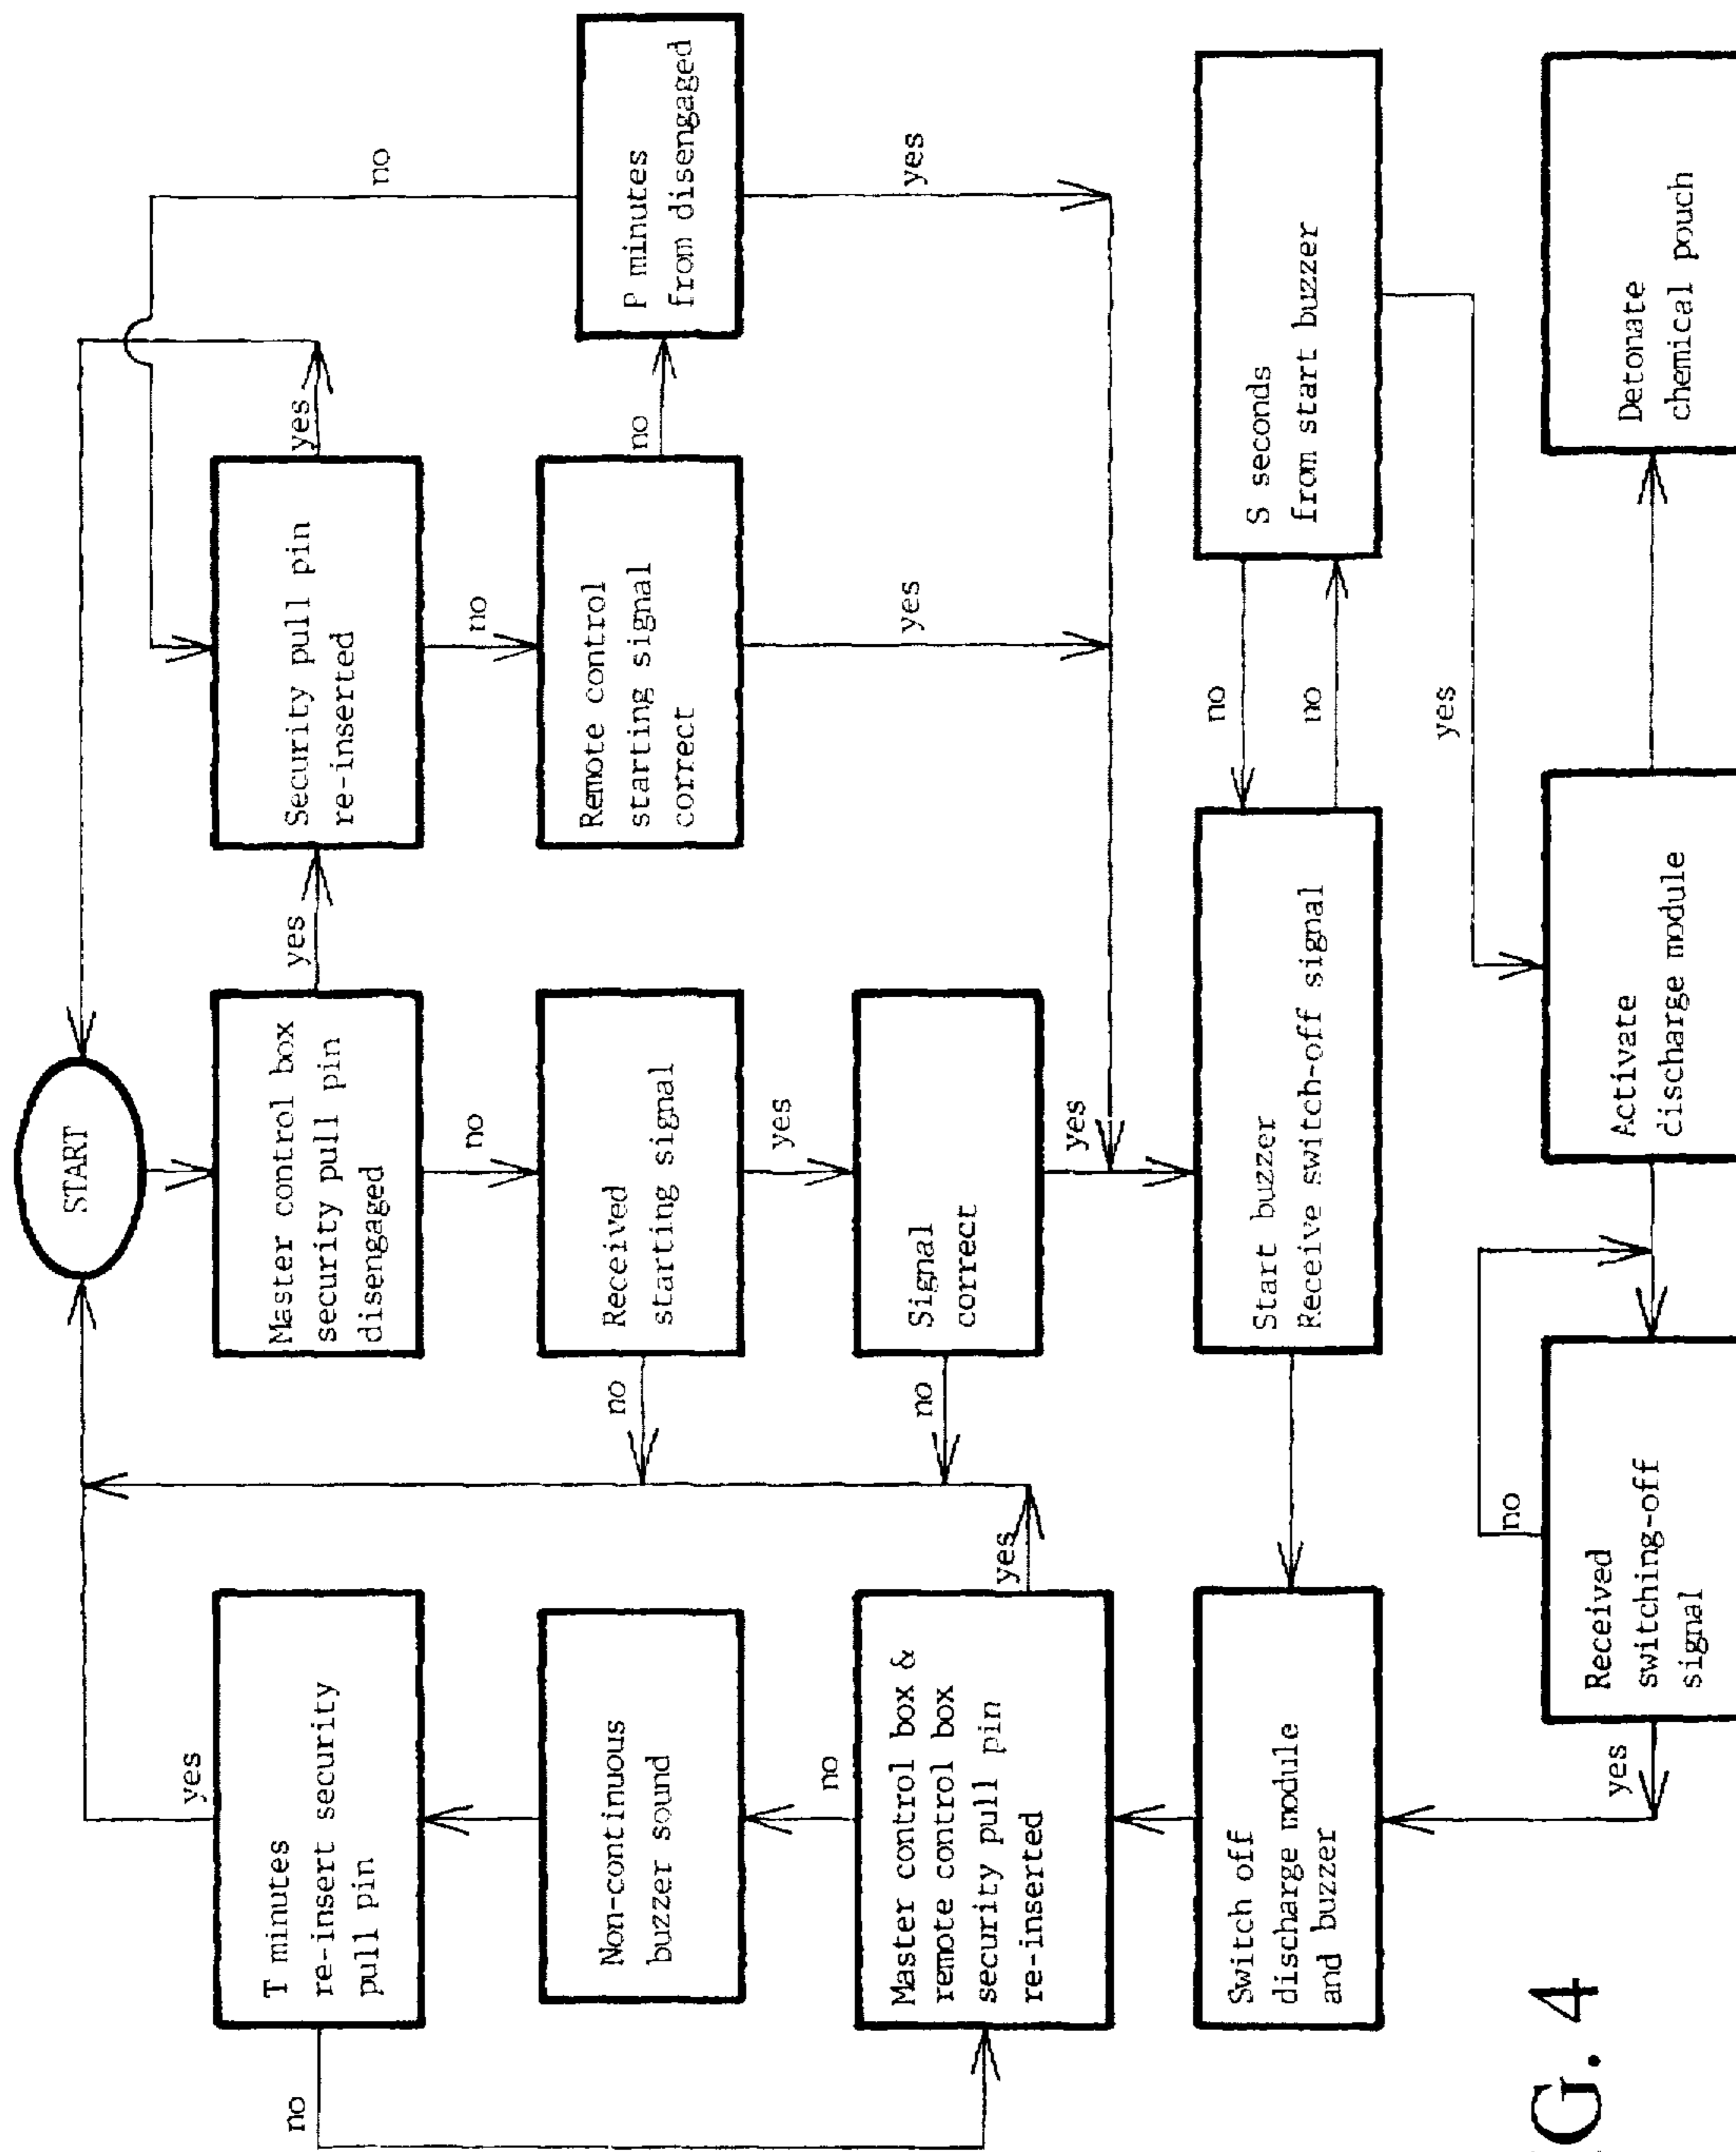 START
Master control box
security pull pin
disengaged
yes
no
Security pull pin
re-inserted
yes
no
no
Received
starting signal
no
yes
Remote control
starting signal
correct
no
yes
P minutes
from disengaged
yes
Signal
correct
no
yes
T minutes
re-insert security
pull pin
yes
no
Non-continuous
buzzer sound
Master control box &
remote control box
security pull pin
re-inserted
no
yes
Switch off
discharge module
and buzzer
Start buzzer
Receive switch-off signal
no
no
S seconds
from start buzzer
yes
Received
switching-off
signal
no
yes
Activate
discharge module
Detonate
chemical pouch
G. 4